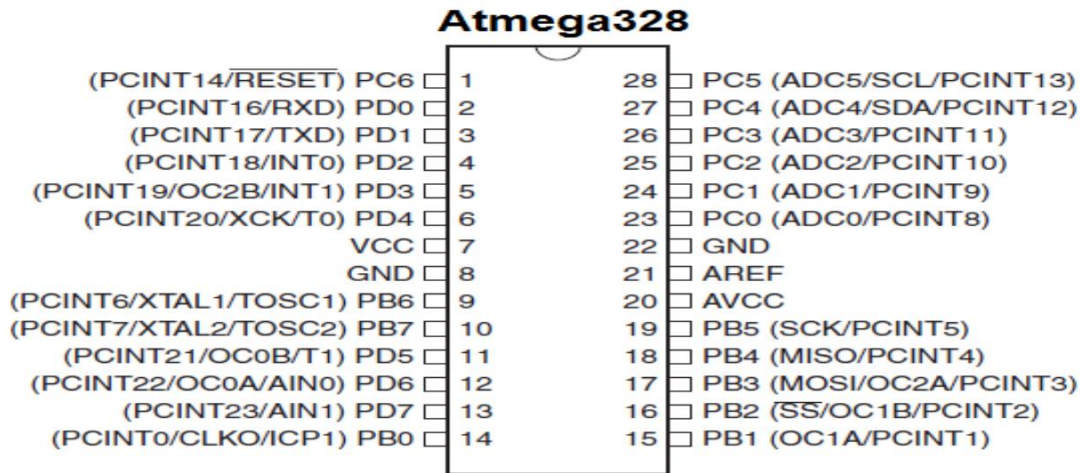 Atmega328
(PCINT14/RESET) PC6 1 28 PC5 (ADC5/SCL/PCINT13)
(PCINT16/RXD) PD0 2 27 PC4 (ADC4/SDA/PCINT12)
(PCINT17/TXD) PD1 3 26 PC3 (ADC3/PCINT11)
(PCINT18/INT0) PD2 4 25 PC2 (ADC2/PCINT10)
(PCINT19/OC2B/INT1) PD3 5 24 PC1 (ADC1/PCINT9)
(PCINT20/XCK/T0) PD4 6 23 PC0 (ADC0/PCINT8)
VCC 7 22 GND
GND 8 21 AREF
(PCINT6/XTAL1/TOSC1) PB6 9 20 AVCC
(PCINT7/XTAL2/TOSC2) PB7 10 19 PB5 (SCK/PCINT5)
(PCINT21/OC0B/T1) PD5 11 18 PB4 (MISO/PCINT4)
(PCINT22/OC0A/AIN0) PD6 12 17 PB3 (MOSI/OC2A/PCINT3)
(PCINT23/AIN1) PD7 13 16 PB2 (SS/OC1B/PCINT2)
(PCINT0/CLKO/ICP1) PB0 14 15 PB1 (OC1A/PCINT1)